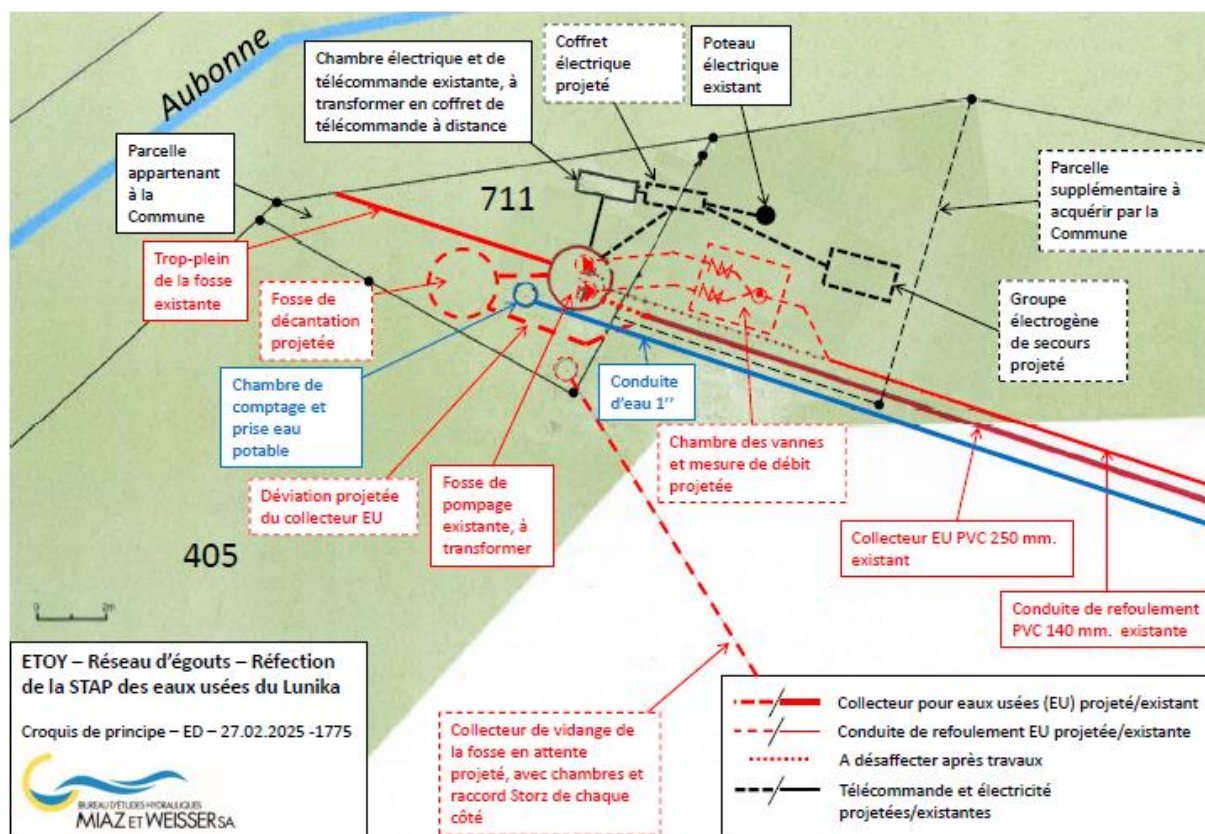 Aubonne
Chambre électrique et de
télécommande existante, à
transformer en coffret de
télécommande à distance
Coffret
électrique
projeté
Poteau
électrique
existant
Parcelle
appartenant
à la
Commune
711
Parcelle
supplémentaire à
acquérir par la
Commune
Trop-plein
de la fosse
existante
Fosse de
décantation
projetée
Groupe
électrogène
de secours
projeté
Chambre de
comptage et
prise eau
potable
Conduite
d'eau 1''
Chambre des vannes
et mesure de débit
projetée
Déviation projetée
du collecteur EU
Fosse de
pompage
existante, à
transformer
Collecteur EU PVC 250 mm.
existant
405
Conduite de refoulement
PVC 140 mm. existante
0 2m
ETOY – Réseau d'égouts – Réfection
de la STAP des eaux usées du Lunika
Croquis de principe – ED – 27.02.2025 -1775
BUREAU D'ÉTUDES HYDRAULIQUES
MIAZ ET WEISSER SA
Collecteur de vidange de
la fosse en attente
projeté, avec chambres et
raccord Storz de chaque
côté
Collecteur pour eaux usées (EU) projeté/existant
Conduite de refoulement EU projetée/existante
A désaffecter après travaux
Télécommande et électricité
projetées/existantes